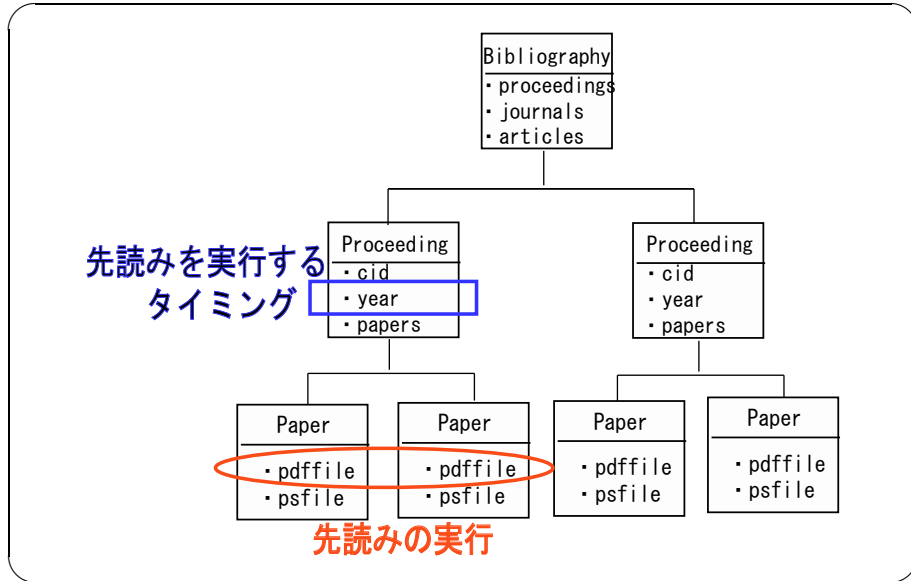 Bibliography
・proceedings
・journals
・articles
先読みを実行する
タイミング
Proceeding
・cid
・year
・papers
Proceeding
・cid
・year
・papers
Paper
・pdffile
・psfile
Paper
・pdffile
・psfile
Paper
・pdffile
・psfile
Paper
・pdffile
・psfile
先読みの実行